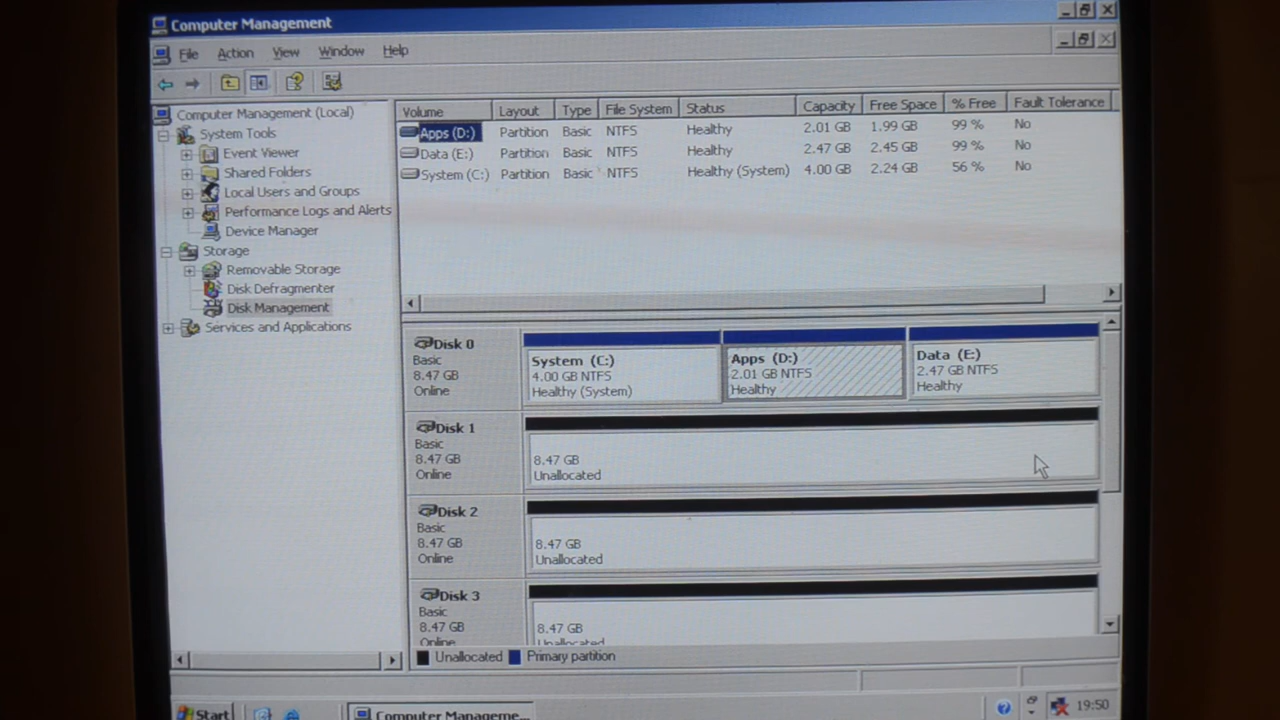 Computer Management
File Action View Window Help
Computer Management (Local)
System Tools
Event Viewer
Shared Folders
Local Users and Groups
Performance Logs and Alerts
Device Manager
Storage
Removable Storage
Disk Defragmenter
Disk Management
Services and Applications
Volume Layout Type File System Status Capacity Free Space % Free Fault Tolerance
Apps (D:) Partition Basic NTFS Healthy 2.01 GB 1.99 GB 99 % No
Data (E:) Partition Basic NTFS Healthy 2.47 GB 2.45 GB 99 % No
System (C:) Partition Basic NTFS Healthy (System) 4.00 GB 2.24 GB 56 % No
Disk 0
Basic
8.47 GB
Online
System (C:)
4.00 GB NTFS
Healthy (System)
Apps (D:)
2.01 GB NTFS
Healthy
Data (E:)
2.47 GB NTFS
Healthy
Disk 1
Basic
8.47 GB
Online
8.47 GB
Unallocated
Disk 2
Basic
8.47 GB
Online
8.47 GB
Unallocated
Disk 3
Basic
8.47 GB
Online
8.47 GB
Unallocated
Unallocated Primary partition
Start Computer Manageme... 19:50